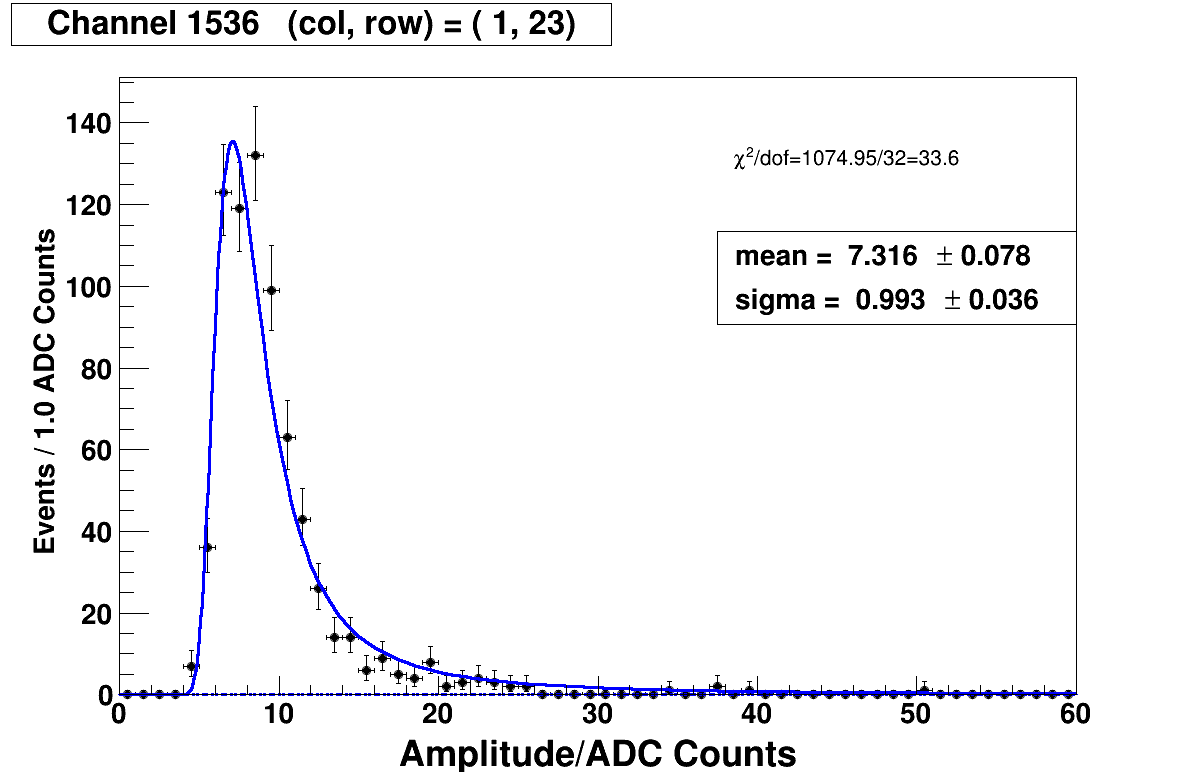 Channel 1536 (col, row) = ( 1, 23)
χ²/dof=1074.95/32=33.6
mean = 7.316 ± 0.078
sigma = 0.993 ± 0.036
Events / 1.0 ADC Counts
140
120
100
80
60
40
20
0
0 10 20 30 40 50 60
Amplitude/ADC Counts